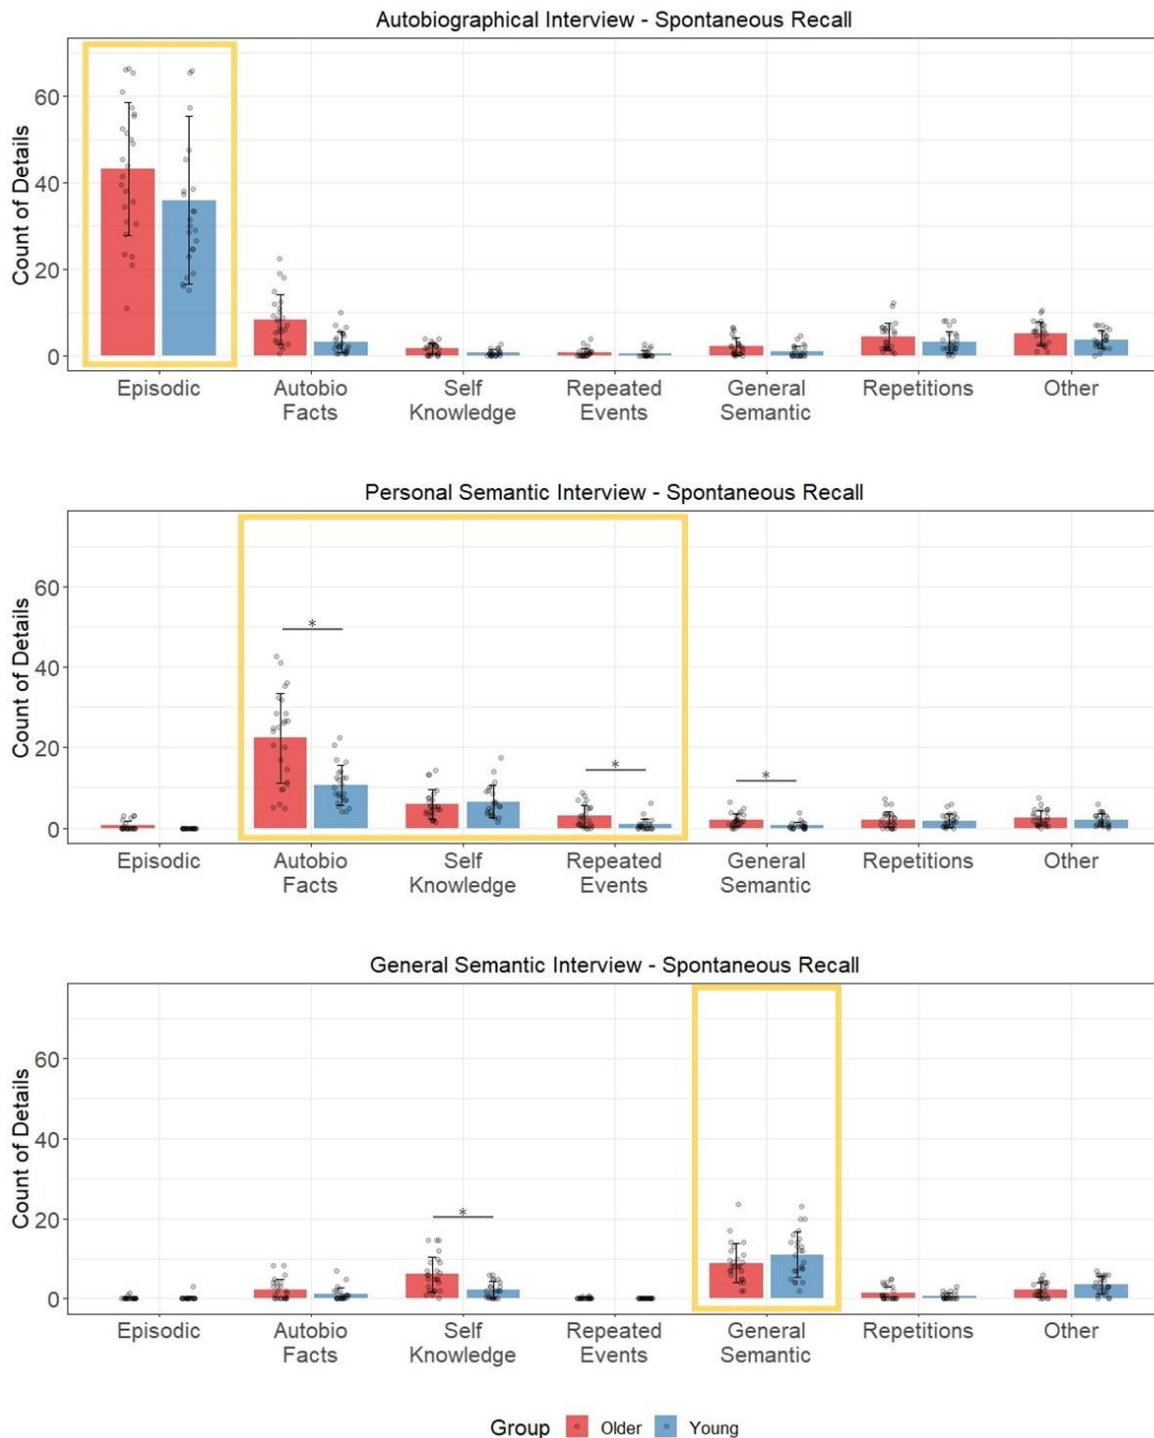 Autobiographical Interview - Spontaneous Recall
Count of Details
60
40
20
0
Episodic
Autobio
Facts
Self
Knowledge
Repeated
Events
General
Semantic
Repetitions
Other
Personal Semantic Interview - Spontaneous Recall
Count of Details
60
40
20
0
*
*
*
Episodic
Autobio
Facts
Self
Knowledge
Repeated
Events
General
Semantic
Repetitions
Other
General Semantic Interview - Spontaneous Recall
Count of Details
60
40
20
0
*
Episodic
Autobio
Facts
Self
Knowledge
Repeated
Events
General
Semantic
Repetitions
Other
Group Older Young